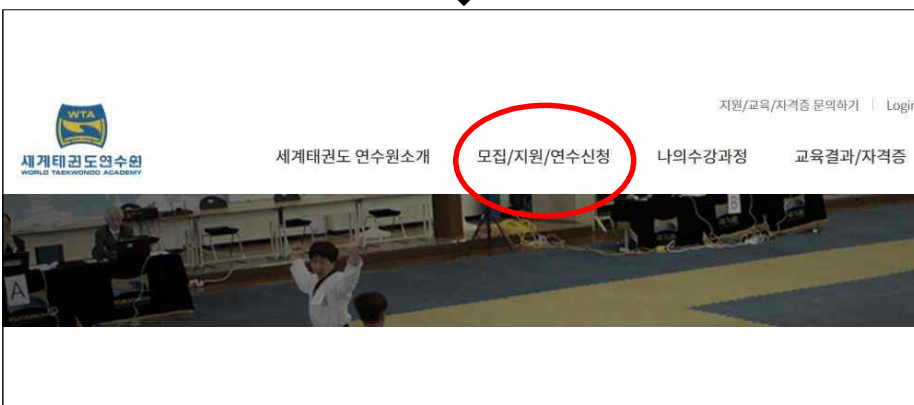 지원/교육/자격증 문의하기 | Login
WTA
세계태권도연수원
WORLD TAEKWONDO ACADEMY
세계태권도 연수원소개 모집/지원/연수신청 나의수강과정 교육결과/자격증
B
A